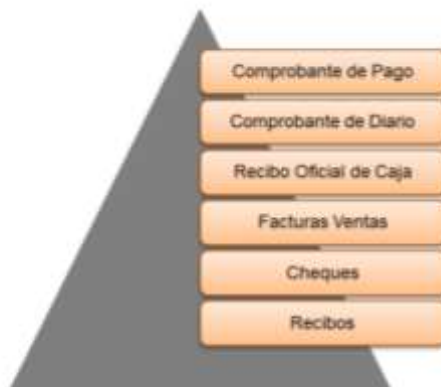 Comprobante de Pago
Comprobante de Diario
Recibo Oficial de Caja
Facturas Ventas
Cheques
Recibos